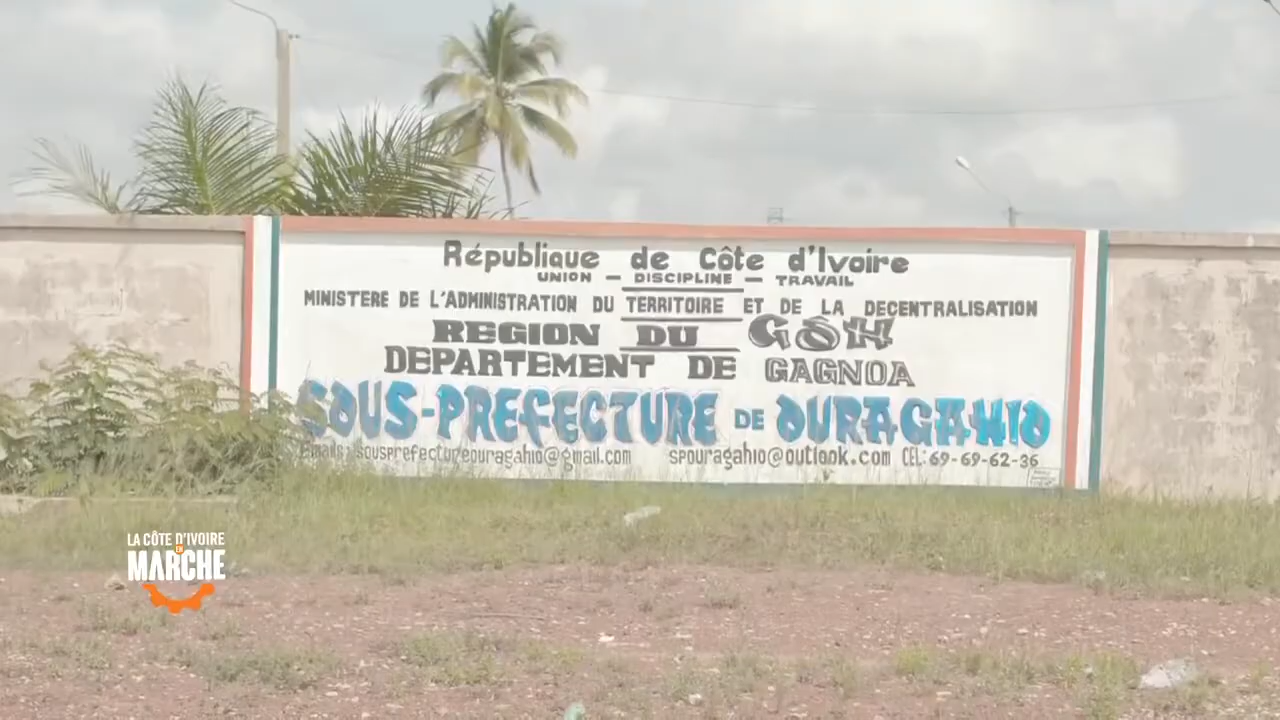 République de Côte d'Ivoire
UNION – DISCIPLINE – TRAVAIL
MINISTERE DE L'ADMINISTRATION DU TERRITOIRE ET DE LA DECENTRALISATION
REGION DU GÔH
DEPARTEMENT DE GAGNOA
SOUS-PREFECTURE DE OURAGAHIO
Emails: sousprefectureouragahio@gmail.com spouragahio@outlook.com CEL: 69-69-62-36
LA CÔTE D'IVOIRE
EN
MARCHE